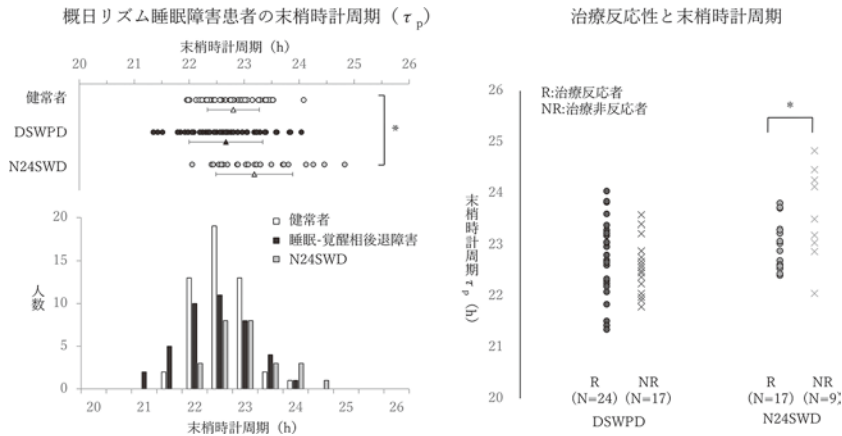 概日リズム睡眠障害患者の末梢時計周期（τp）
末梢時計周期（h）
20 21 22 23 24 25 26
健常者
DSWPD
N24SWD
*
20
15
10
5
0
人数
健常者
睡眠-覚醒相後退障害
N24SWD
20 21 22 23 24 25 26
末梢時計周期（h）
治療反応性と末梢時計周期
R:治療反応者
NR:治療非反応者
*
26
25
24
23
22
21
20
末梢時計周期τp（h）
R NR R NR
(N=24) (N=17) (N=17) (N=9)
DSWPD N24SWD